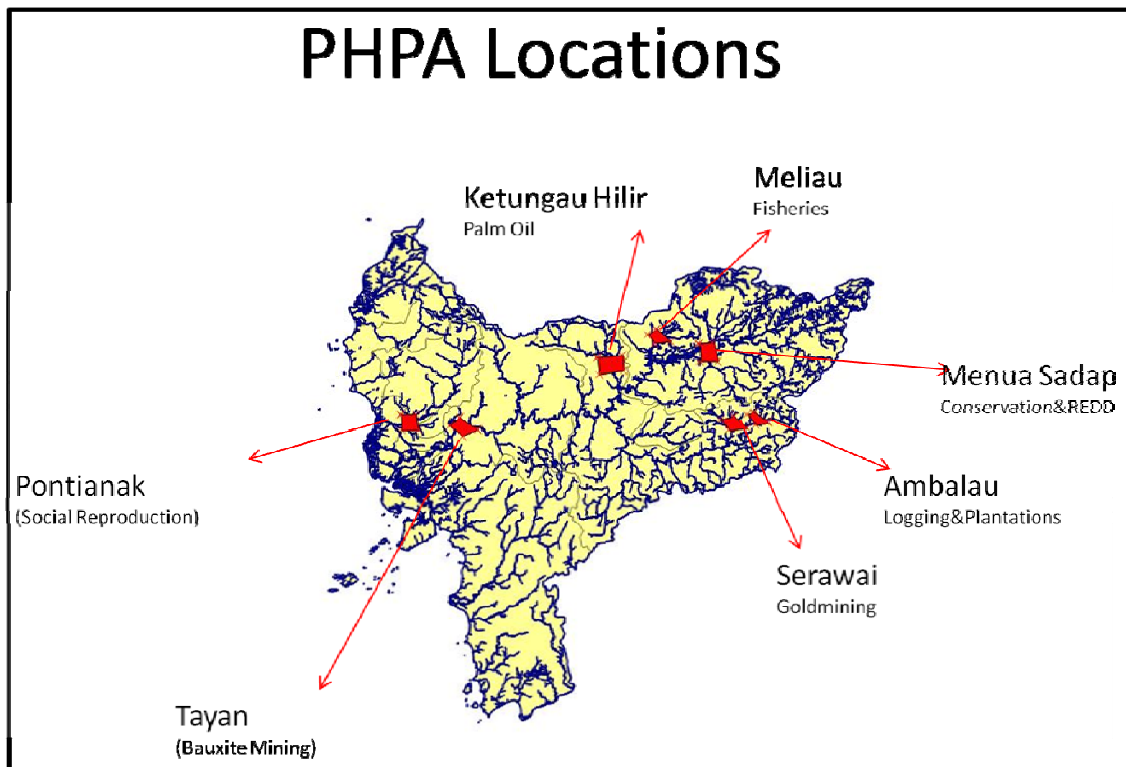 PHPA Locations
Meliau
Fisheries
Ketungau Hilir
Palm Oil
Menua Sadap
Conservation&REDD
Pontianak
(Social Reproduction)
Ambalau
Logging&Plantations
Serawai
Goldmining
Tayan
(Bauxite Mining)